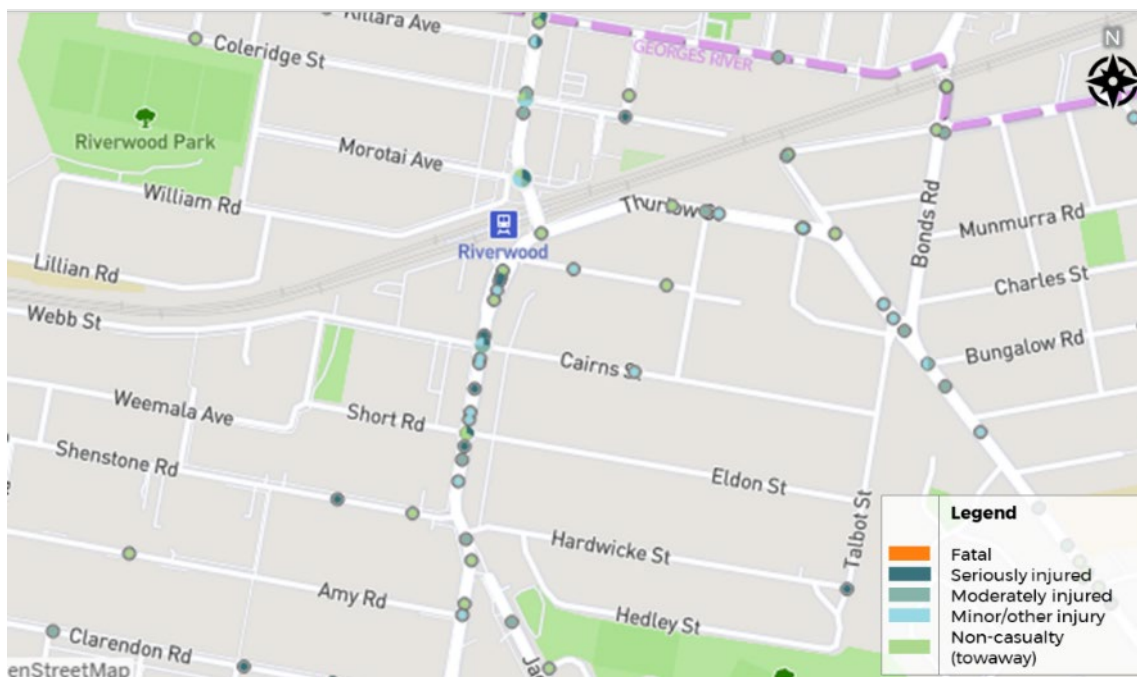 Killara Ave
Coleridge St
GEORGES RIVER
N
Riverwood Park
Morotai Ave
William Rd
Thurlow
Bonds Rd
Munmurra Rd
Riverwood
Lillian Rd
Charles St
Webb St
Bungalow Rd
Cairns St
Weemala Ave
Short Rd
Shenstone Rd
Eldon St
Talbot St
Hardwicke St
Amy Rd
Hedley St
Clarendon Rd
enStreetMap
Legend
Fatal
Seriously injured
Moderately injured
Minor/other injury
Non-casualty
(towaway)